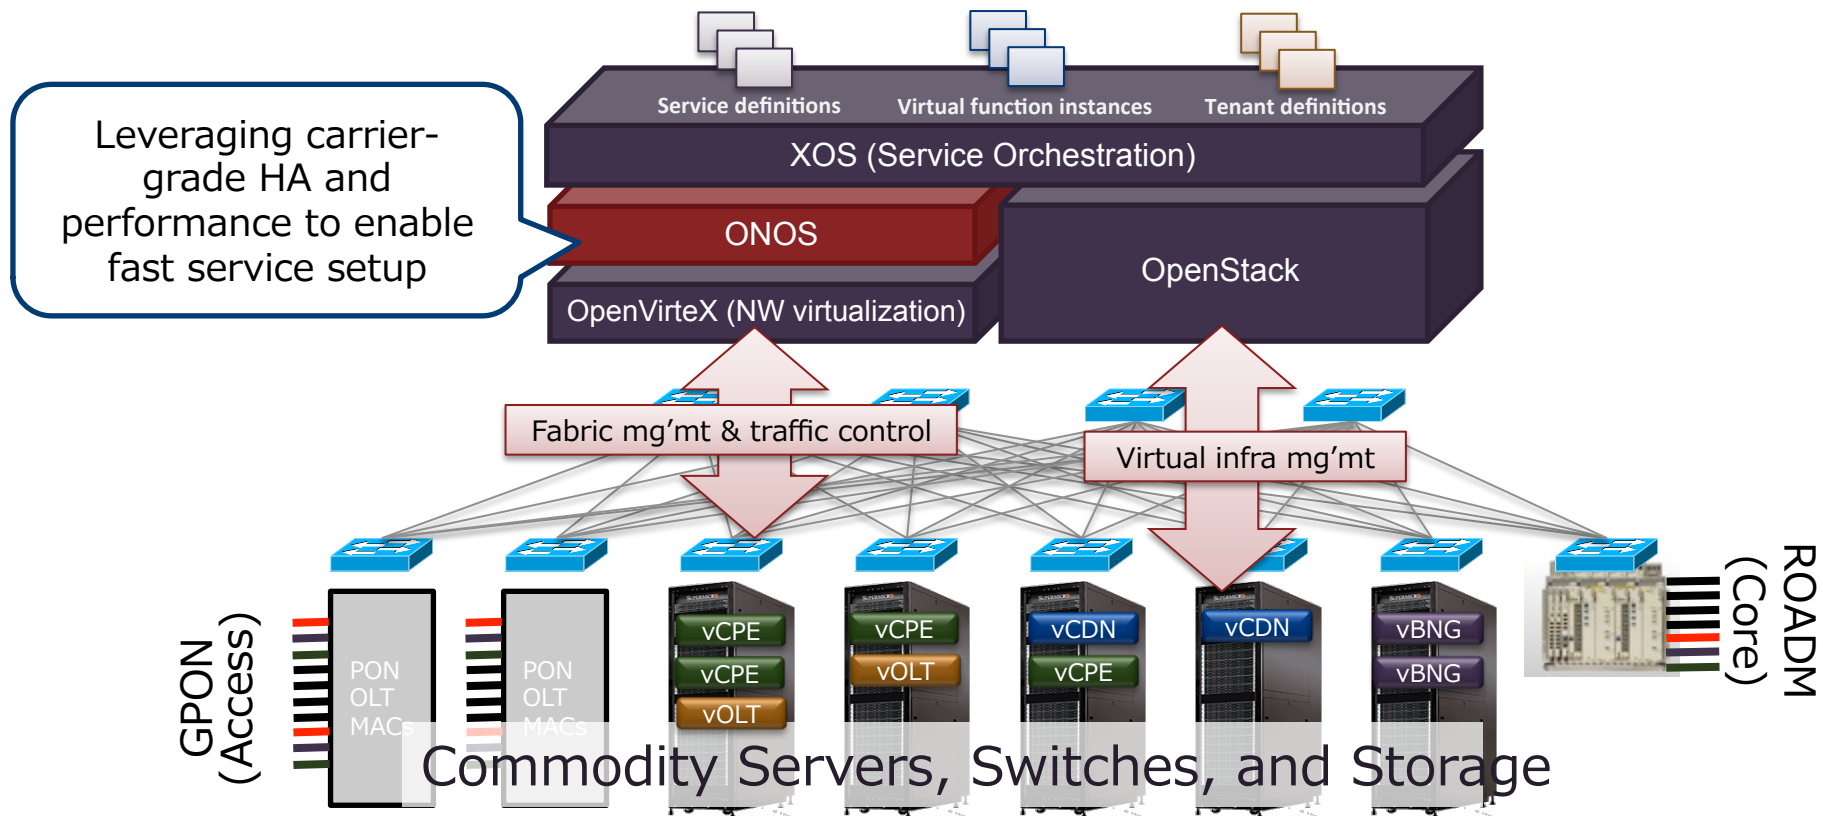 Service definitions
Virtual function instances
Tenant definitions
XOS (Service Orchestration)
Leveraging carrier-
grade HA and
performance to enable
fast service setup
ONOS
OpenStack
OpenVirteX (NW virtualization)
Fabric mg’mt & traffic control
Virtual infra mg’mt
GPON
(Access)
PON
OLT
MACs
PON
OLT
MACs
vCPE
vCPE
vOLT
vCPE
vOLT
vCDN
vCPE
vCDN
vBNG
vBNG
ROADM
(Core)
Commodity Servers, Switches, and Storage